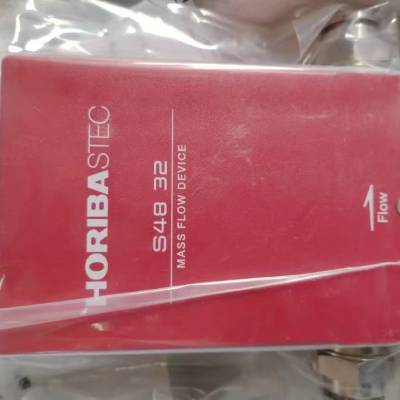 HORIBASTEC
S48 32
MASS FLOW DEVICE
Flow